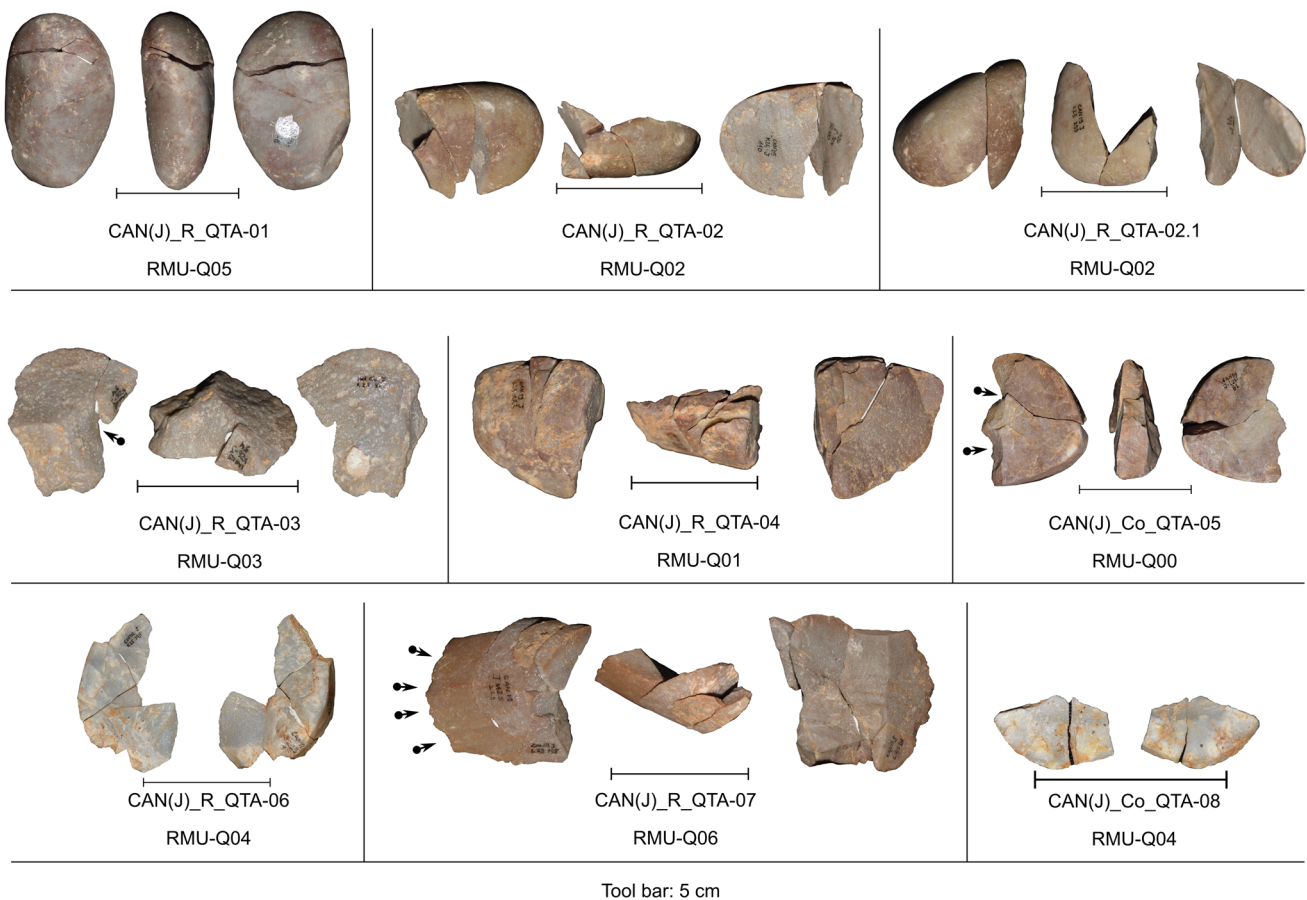 CAN(J)_R_QTA-01
RMU-Q05
CAN(J)_R_QTA-02
RMU-Q02
CAN(J)_R_QTA-02.1
RMU-Q02
CAN(J)_R_QTA-03
RMU-Q03
CAN(J)_R_QTA-04
RMU-Q01
CAN(J)_Co_QTA-05
RMU-Q00
CAN(J)_R_QTA-06
RMU-Q04
CAN(J)_R_QTA-07
RMU-Q06
CAN(J)_Co_QTA-08
RMU-Q04
Tool bar: 5 cm